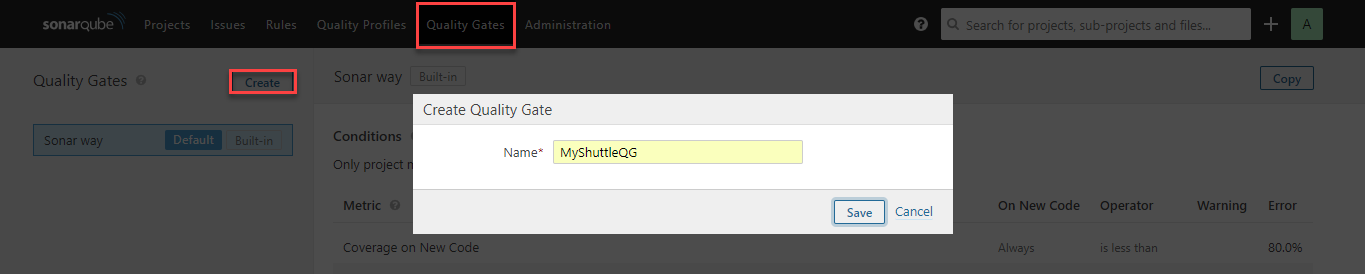 sonarqube Projects Issues Rules Quality Profiles Quality Gates Administration ? Search for projects, sub-projects and files... + A
Quality Gates ? Create
Sonar way Default Built-in
Sonar way Built-in Copy
Create Quality Gate
Name* MyShuttleQG
Save Cancel
Conditions
Only project m
Metric ? On New Code Operator Warning Error
Coverage on New Code Always is less than 80.0%